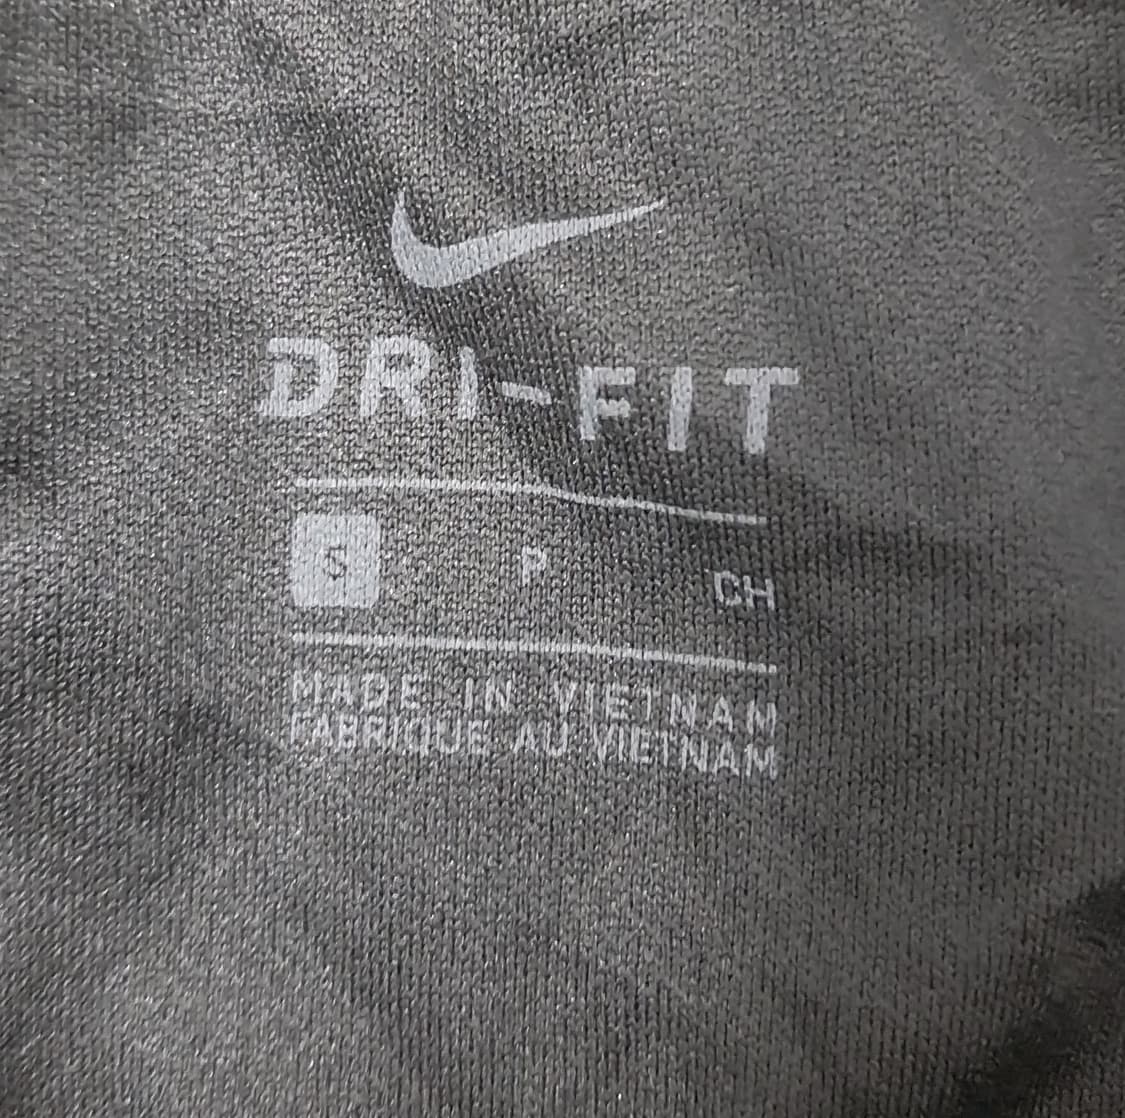 DRI-FIT
S P CH
MADE IN VIETNAM
FABRIQUE AU VIETNAM